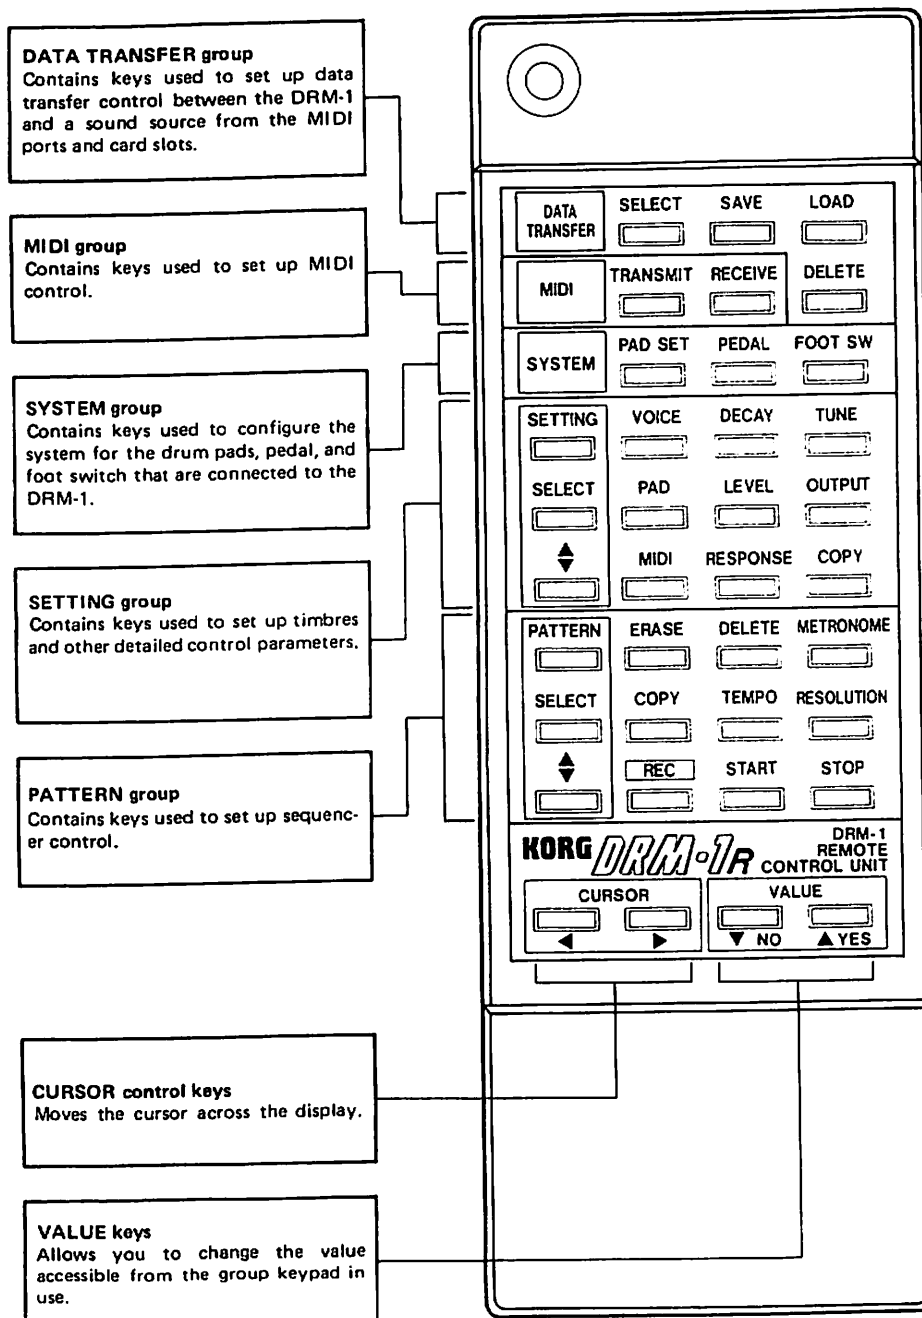 DATA TRANSFER group
Contains keys used to set up data
transfer control between the DRM-1
and a sound source from the MIDI
ports and card slots.
MIDI group
Contains keys used to set up MIDI
control.
SYSTEM group
Contains keys used to configure the
system for the drum pads, pedal, and
foot switch that are connected to the
DRM-1.
SETTING group
Contains keys used to set up timbres
and other detailed control parameters.
PATTERN group
Contains keys used to set up sequenc-
er control.
CURSOR control keys
Moves the cursor across the display.
VALUE keys
Allows you to change the value
accessible from the group keypad in
use.
DATA
TRANSFER
SELECT SAVE LOAD
MIDI
TRANSMIT RECEIVE DELETE
SYSTEM
PAD SET PEDAL FOOT SW
SETTING VOICE DECAY TUNE
SELECT PAD LEVEL OUTPUT
▲▼ MIDI RESPONSE COPY
PATTERN ERASE DELETE METRONOME
SELECT COPY TEMPO RESOLUTION
▲▼ REC START STOP
KORG DRM-1R
DRM-1
REMOTE
CONTROL UNIT
CURSOR VALUE
◀ ▶ ▼ NO ▲ YES